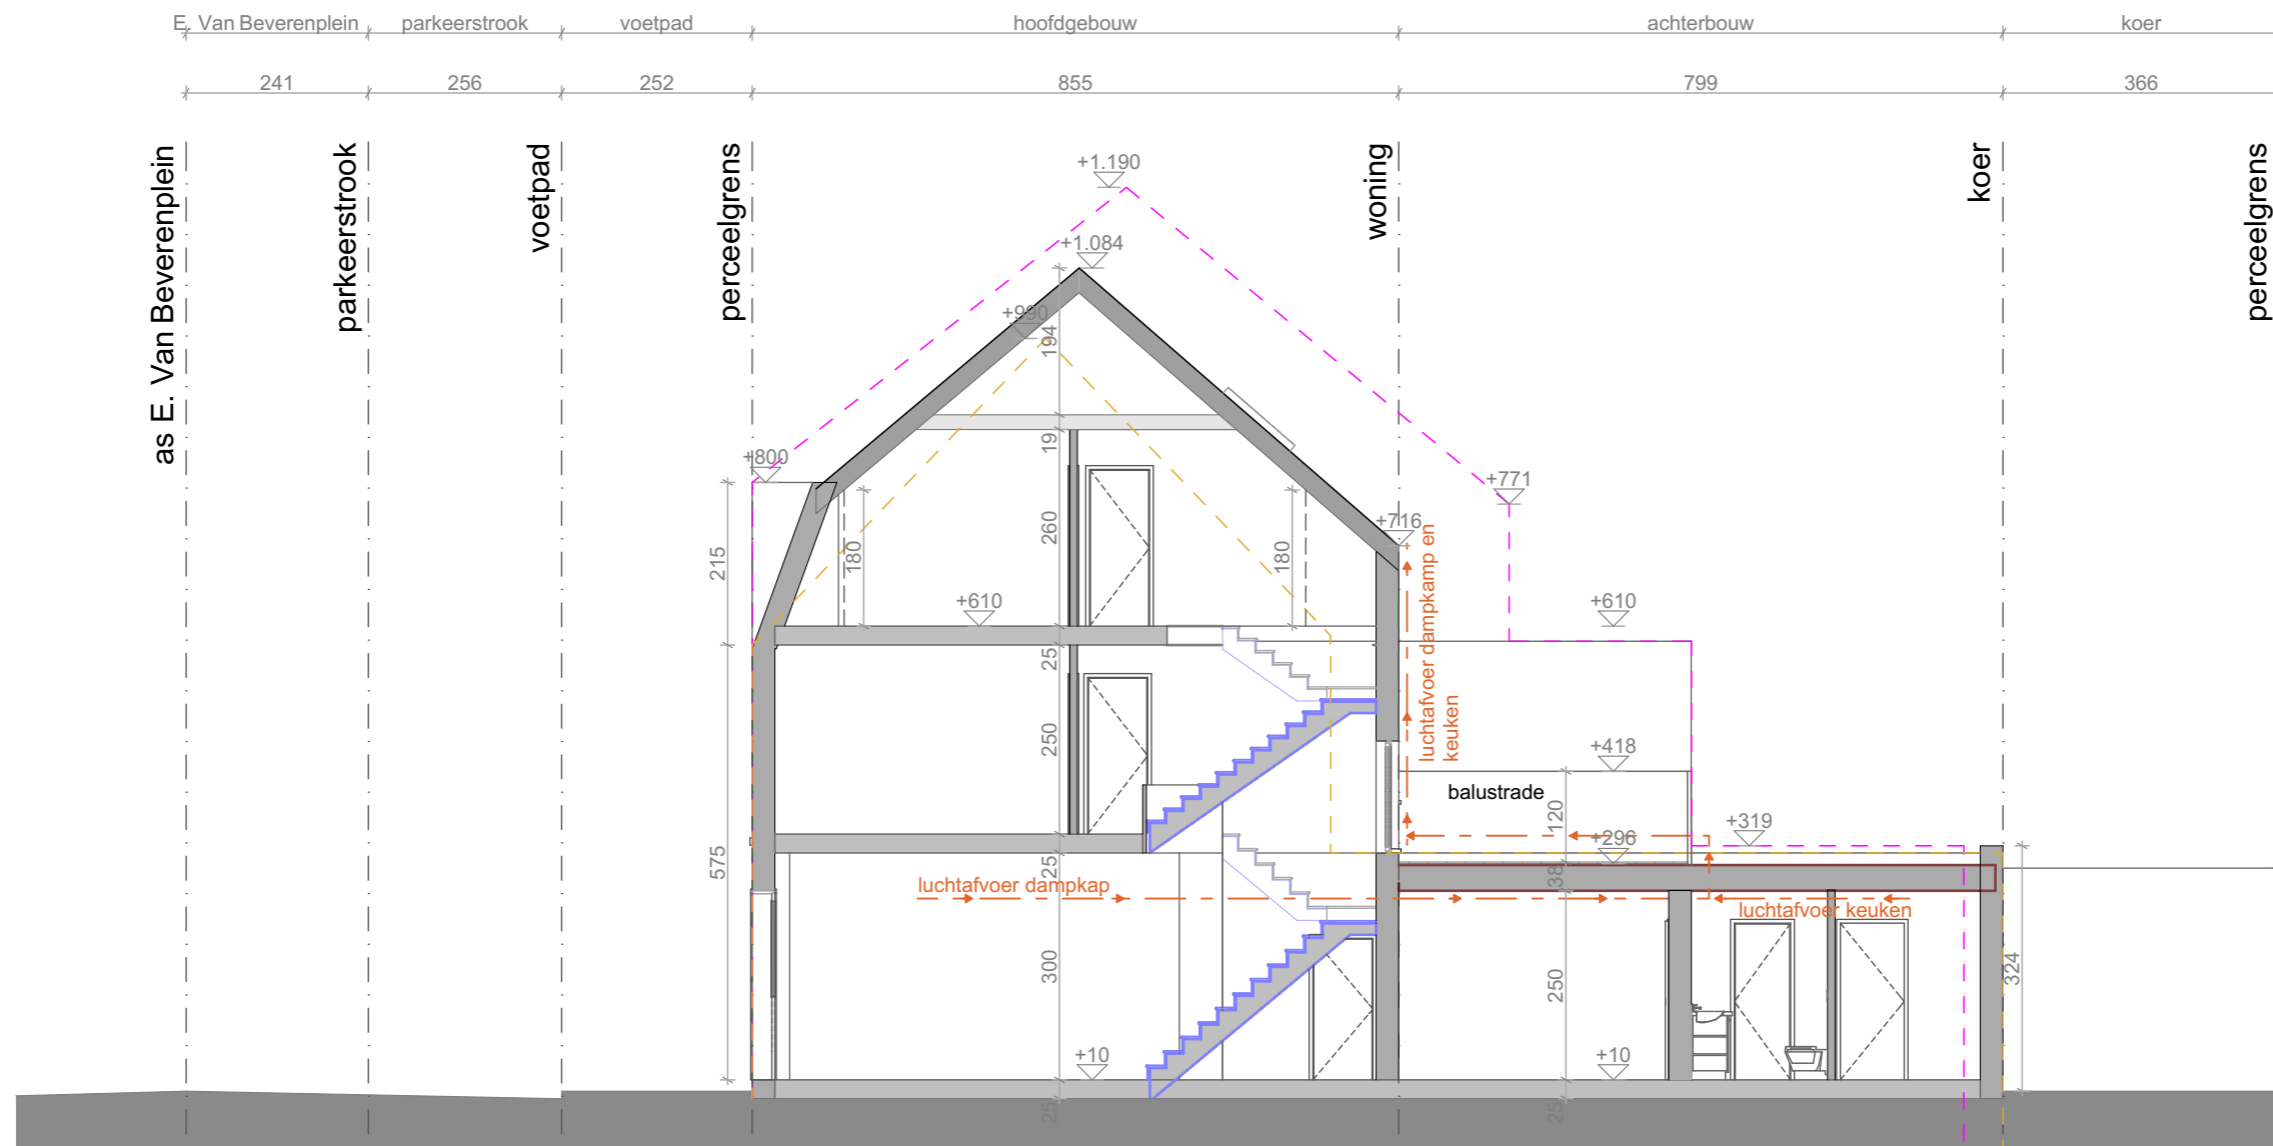 E. Van Beverenplein parkeerstrook voetpad hoofdgebouw achterbouw koer
241 256 252 855 799 366
as E. Van Beverenplein
parkeerstrook
voetpad
perceelgrens
woning
koer
perceelgrens
+1.190
+1.084
+990
194
+800
19
+771
+716
260
180
180
215
+610
+610
luchtafvoer dampkamp en
keuken
25
250
+418
balustrade
120
+319
+296
575
25
38
luchtafvoer dampkap
luchtafvoer keuken
300
250
324
+10
+10
25
25